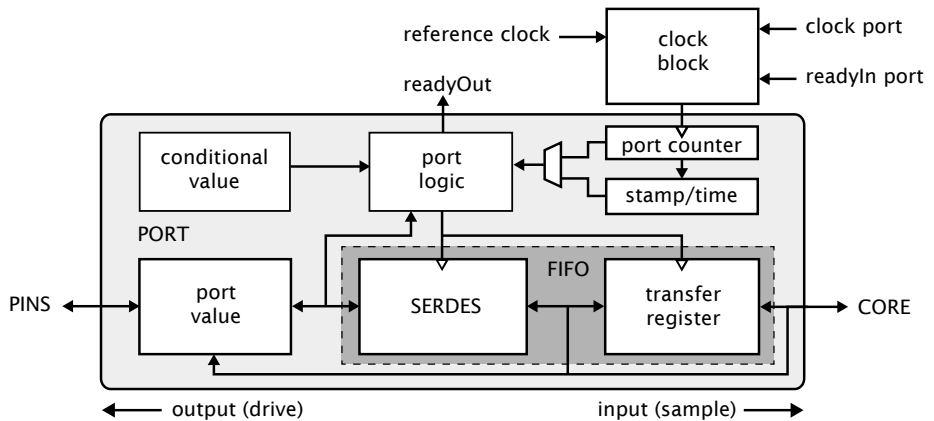 reference clock
clock
block
clock port
readyIn port
readyOut
conditional
value
port
logic
port counter
stamp/time
PORT
FIFO
PINS
port
value
SERDES
transfer
register
CORE
output (drive)
input (sample)